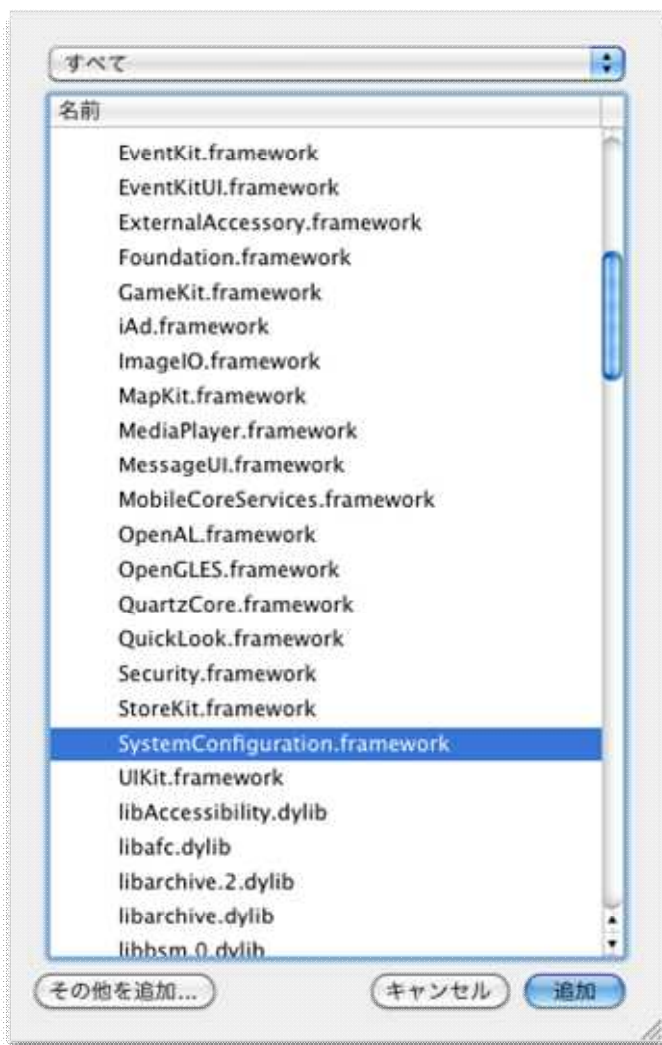 すべて
名前
EventKit.framework
EventKitUI.framework
ExternalAccessory.framework
Foundation.framework
GameKit.framework
iAd.framework
ImageIO.framework
MapKit.framework
MediaPlayer.framework
MessageUI.framework
MobileCoreServices.framework
OpenAL.framework
OpenGLES.framework
QuartzCore.framework
QuickLook.framework
Security.framework
StoreKit.framework
SystemConfiguration.framework
UIKit.framework
libAccessibility.dylib
libafc.dylib
libarchive.2.dylib
libarchive.dylib
libbsm.0.dylib
その他を追加... キャンセル 追加